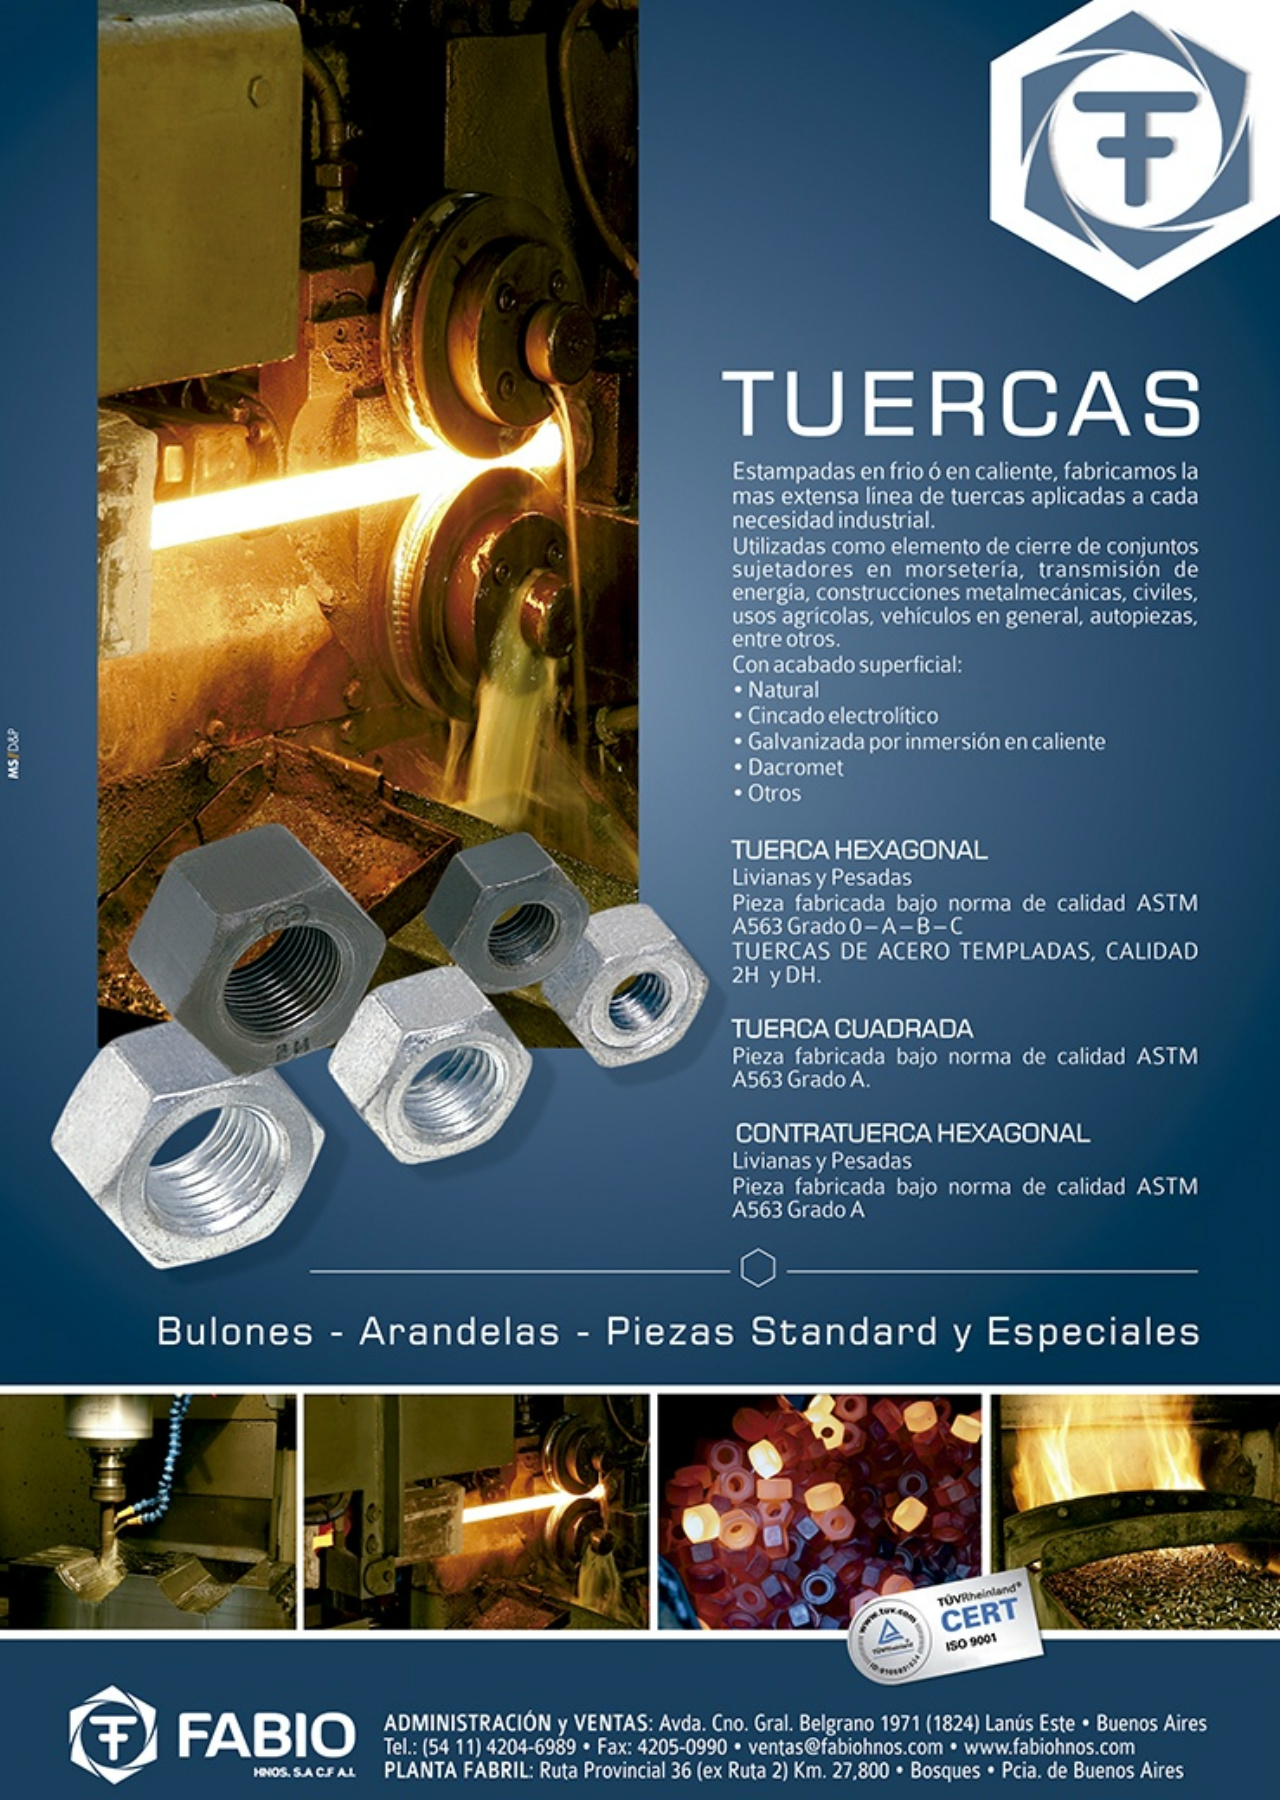 TF
TUERCAS
Estampadas en frio ó en caliente, fabricamos la
mas extensa línea de tuercas aplicadas a cada
necesidad industrial.
Utilizadas como elemento de cierre de conjuntos
sujetadores en morsetería, transmisión de
energía, construcciones metalmecánicas, civiles,
usos agrícolas, vehículos en general, autopiezas,
entre otros.
Con acabado superficial:
• Natural
• Cincado electrolítico
• Galvanizada por inmersión en caliente
• Dacromet
• Otros
MS/D&P
TUERCA HEXAGONAL
Livianas y Pesadas
Pieza fabricada bajo norma de calidad ASTM
A563 Grado 0 – A – B – C
TUERCAS DE ACERO TEMPLADAS, CALIDAD
2H y DH.
2H
TUERCA CUADRADA
Pieza fabricada bajo norma de calidad ASTM
A563 Grado A.
CONTRATUERCA HEXAGONAL
Livianas y Pesadas
Pieza fabricada bajo norma de calidad ASTM
A563 Grado A
Bulones - Arandelas - Piezas Standard y Especiales
www.tuv.com
TÜVRheinland
TÜVRheinland®
CERT
ISO 9001
TF FABIO
HNOS. S.A C.F A.I.
ADMINISTRACIÓN y VENTAS: Avda. Cno. Gral. Belgrano 1971 (1824) Lanús Este • Buenos Aires
Tel.: (54 11) 4204-6989 • Fax: 4205-0990 • ventas@fabiohnos.com • www.fabiohnos.com
PLANTA FABRIL: Ruta Provincial 36 (ex Ruta 2) Km. 27,800 • Bosques • Pcia. de Buenos Aires